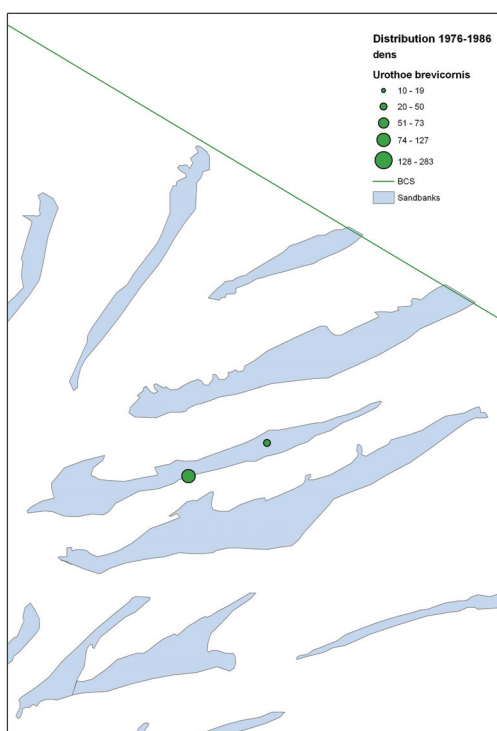 Distribution 1976-1986
dens
Urothoe brevicornis
10 - 19
20 - 50
51 - 73
74 - 127
128 - 283
BCS
Sandbanks